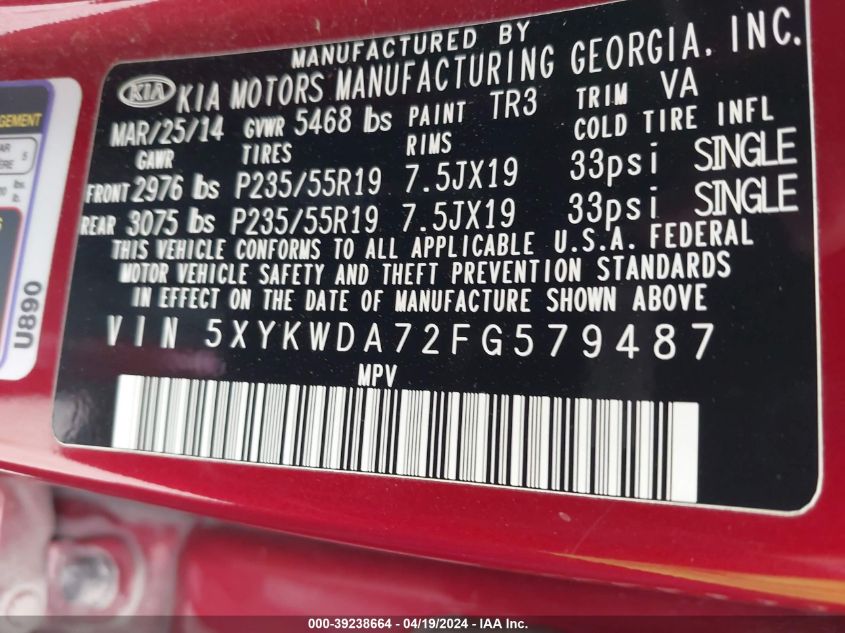 MANUFACTURED BY
KIA KIA MOTORS MANUFACTURING GEORGIA, INC.
MAR/25/14 GVWR 5468 lbs PAINT TR3 TRIM VA
GAWR TIRES RIMS COLD TIRE INFL
FRONT 2976 lbs P235/55R19 7.5JX19 33psi SINGLE
REAR 3075 lbs P235/55R19 7.5JX19 33psi SINGLE
THIS VEHICLE CONFORMS TO ALL APPLICABLE U.S.A. FEDERAL
MOTOR VEHICLE SAFETY AND THEFT PREVENTION STANDARDS
IN EFFECT ON THE DATE OF MANUFACTURE SHOWN ABOVE
VIN 5XYKWDA72FG579487
MPV
U890
000-39238664 - 04/19/2024 - IAA Inc.